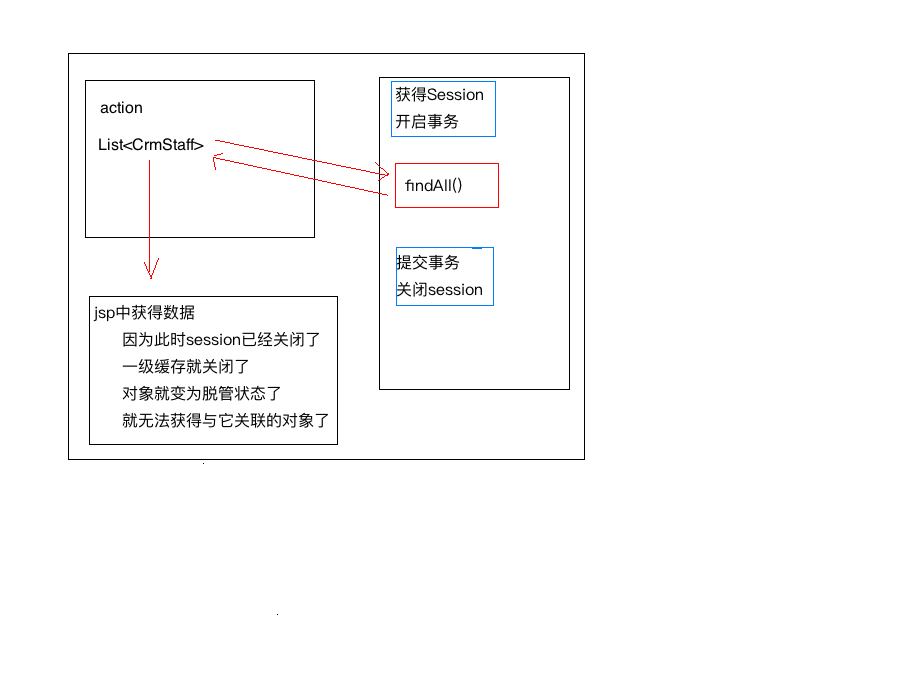 action
List<CrmStaff>
获得Session
开启事务
findAll()
提交事务
关闭session
jsp中获得数据
因为此时session已经关闭了
一级缓存就关闭了
对象就变为脱管状态了
就无法获得与它关联的对象了